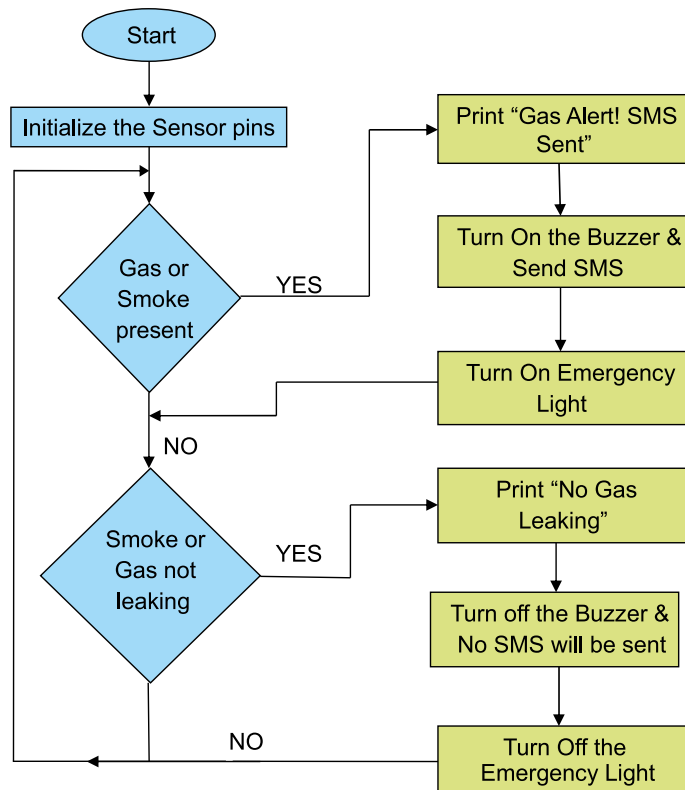 Start
Initialize the Sensor pins
Gas or
Smoke
present
YES
Print “Gas Alert! SMS
Sent”
Turn On the Buzzer &
Send SMS
Turn On Emergency
Light
NO
Smoke or
Gas not
leaking
YES
Print “No Gas
Leaking”
Turn off the Buzzer &
No SMS will be sent
Turn Off the
Emergency Light
NO